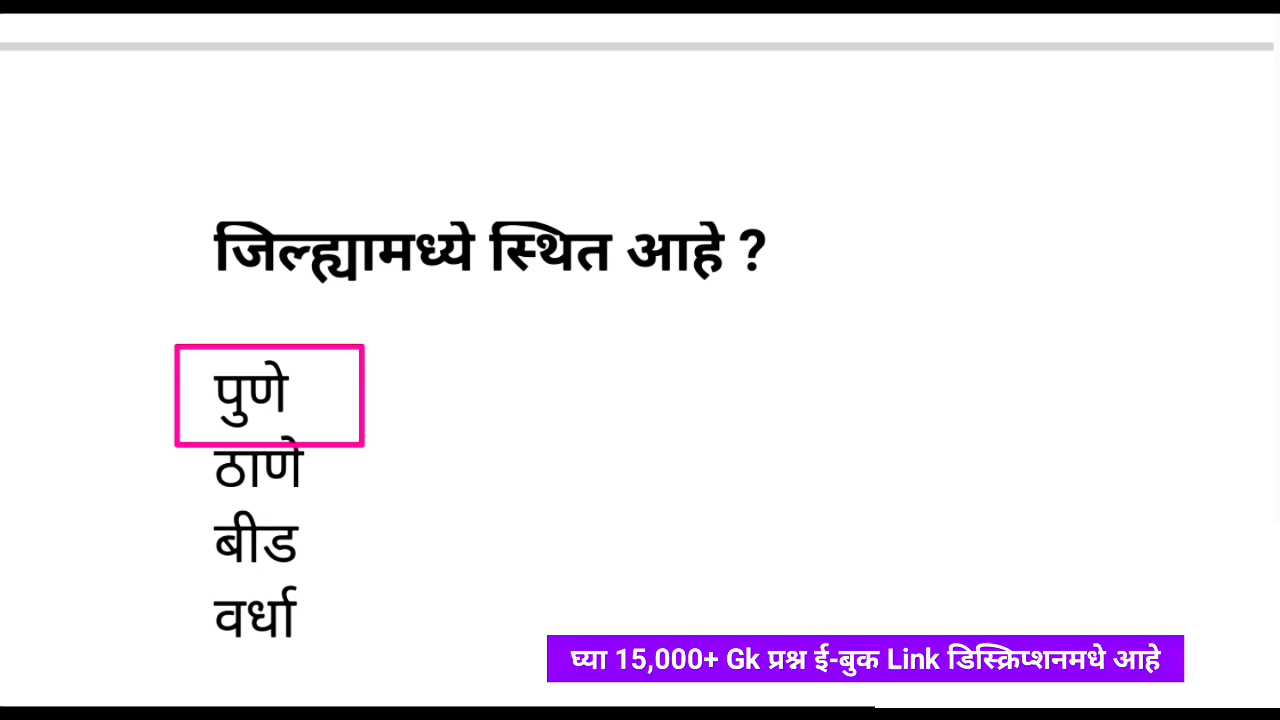 जिल्ह्यामध्ये स्थित आहे ?
पुणे
ठाणे
बीड
वर्धा
घ्या 15,000+ Gk प्रश्न ई-बुक Link डिस्क्रिप्शनमधे आहे